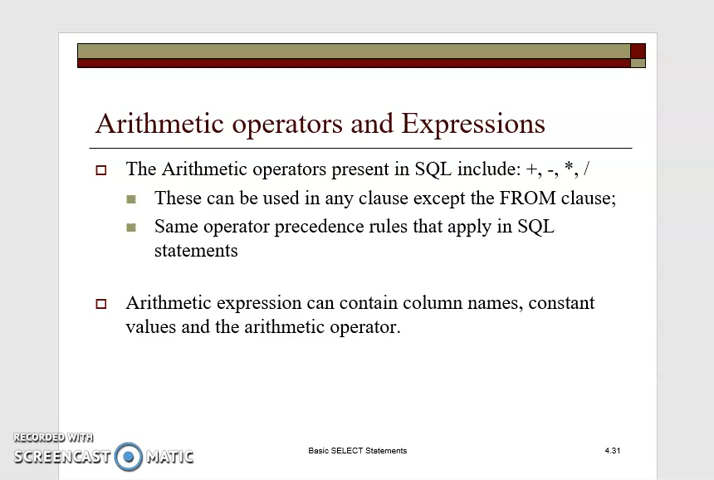 Arithmetic operators and Expressions
The Arithmetic operators present in SQL include: +, -, *, /
These can be used in any clause except the FROM clause;
Same operator precedence rules that apply in SQL
statements
Arithmetic expression can contain column names, constant
values and the arithmetic operator.
RECORDED WITH
SCREENCAST MATIC
Basic SELECT Statements
4.31